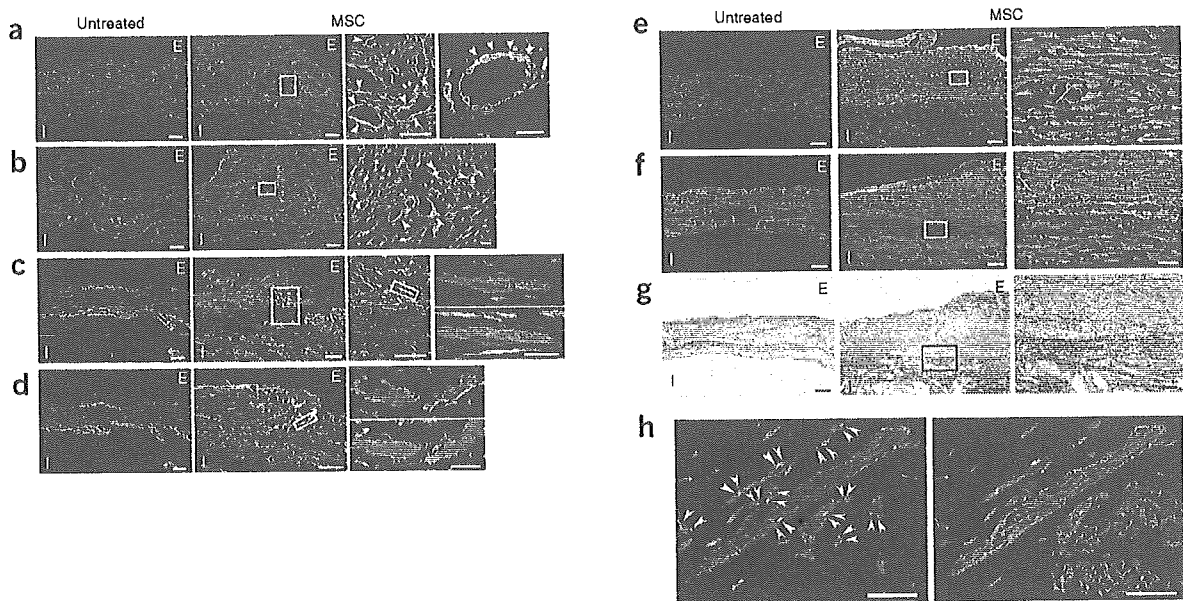 Untreated MSC
a E E
I I
b E E
I I
c E E
I I
d E E
I I
Untreated MSC
e E E
I I
f E E
I I
g E E
I I
h